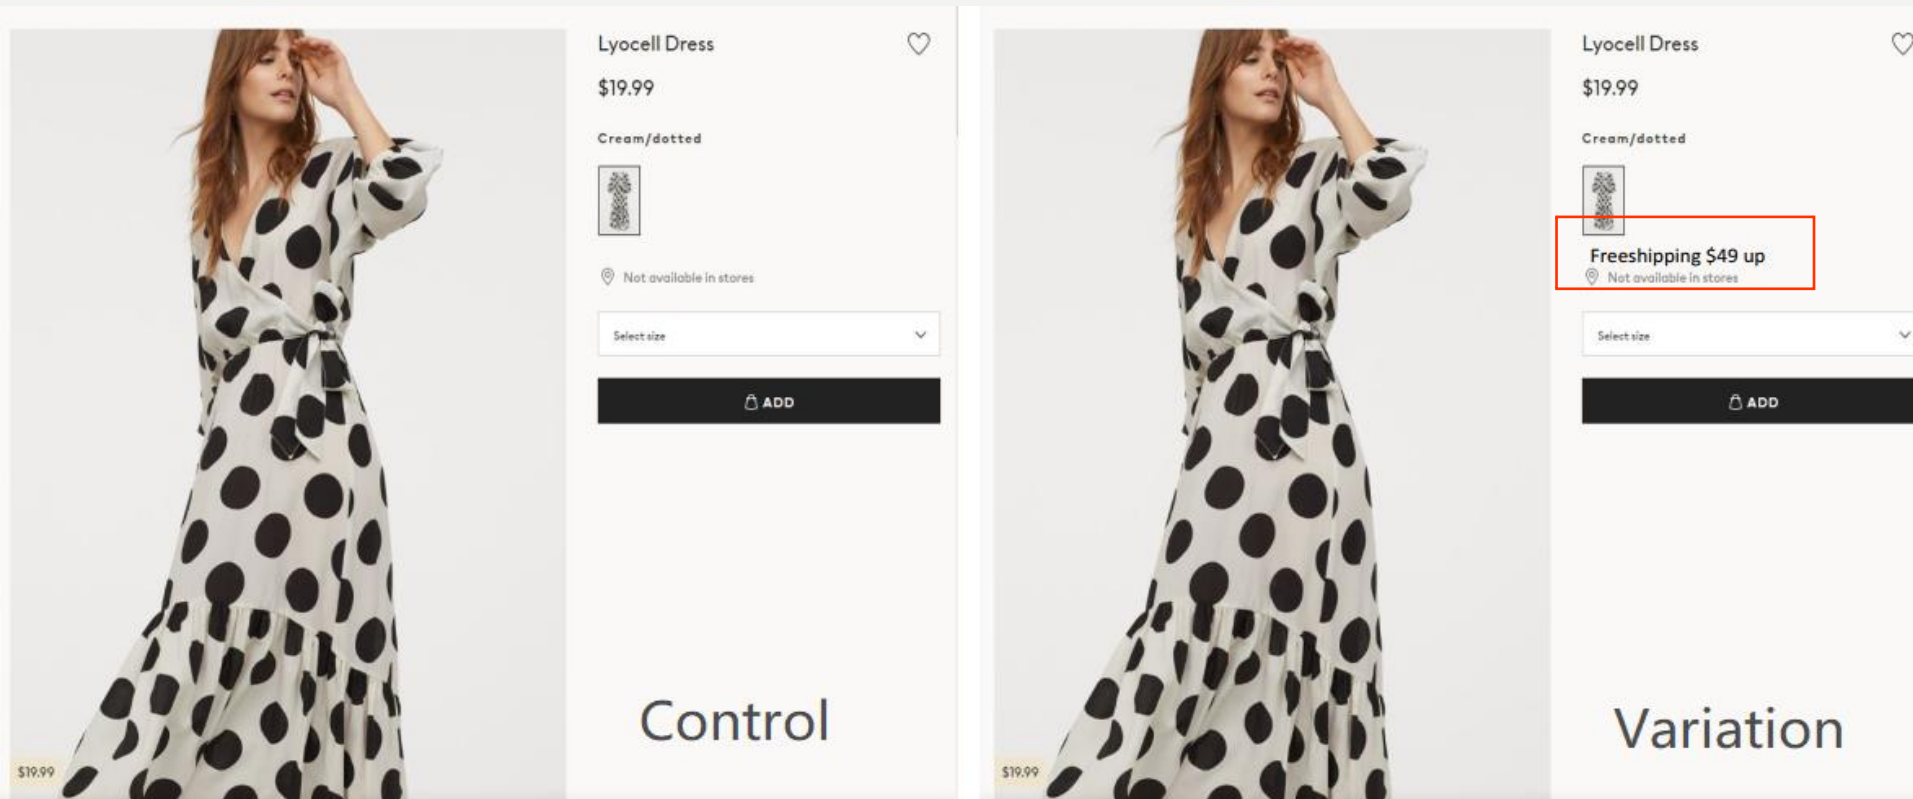 Lyocell Dress
$19.99
Cream/dotted
Not available in stores
Select size
ADD
Control
$19.99
Lyocell Dress
$19.99
Cream/dotted
Freeshipping $49 up
Not available in stores
Select size
ADD
Variation
$19.99